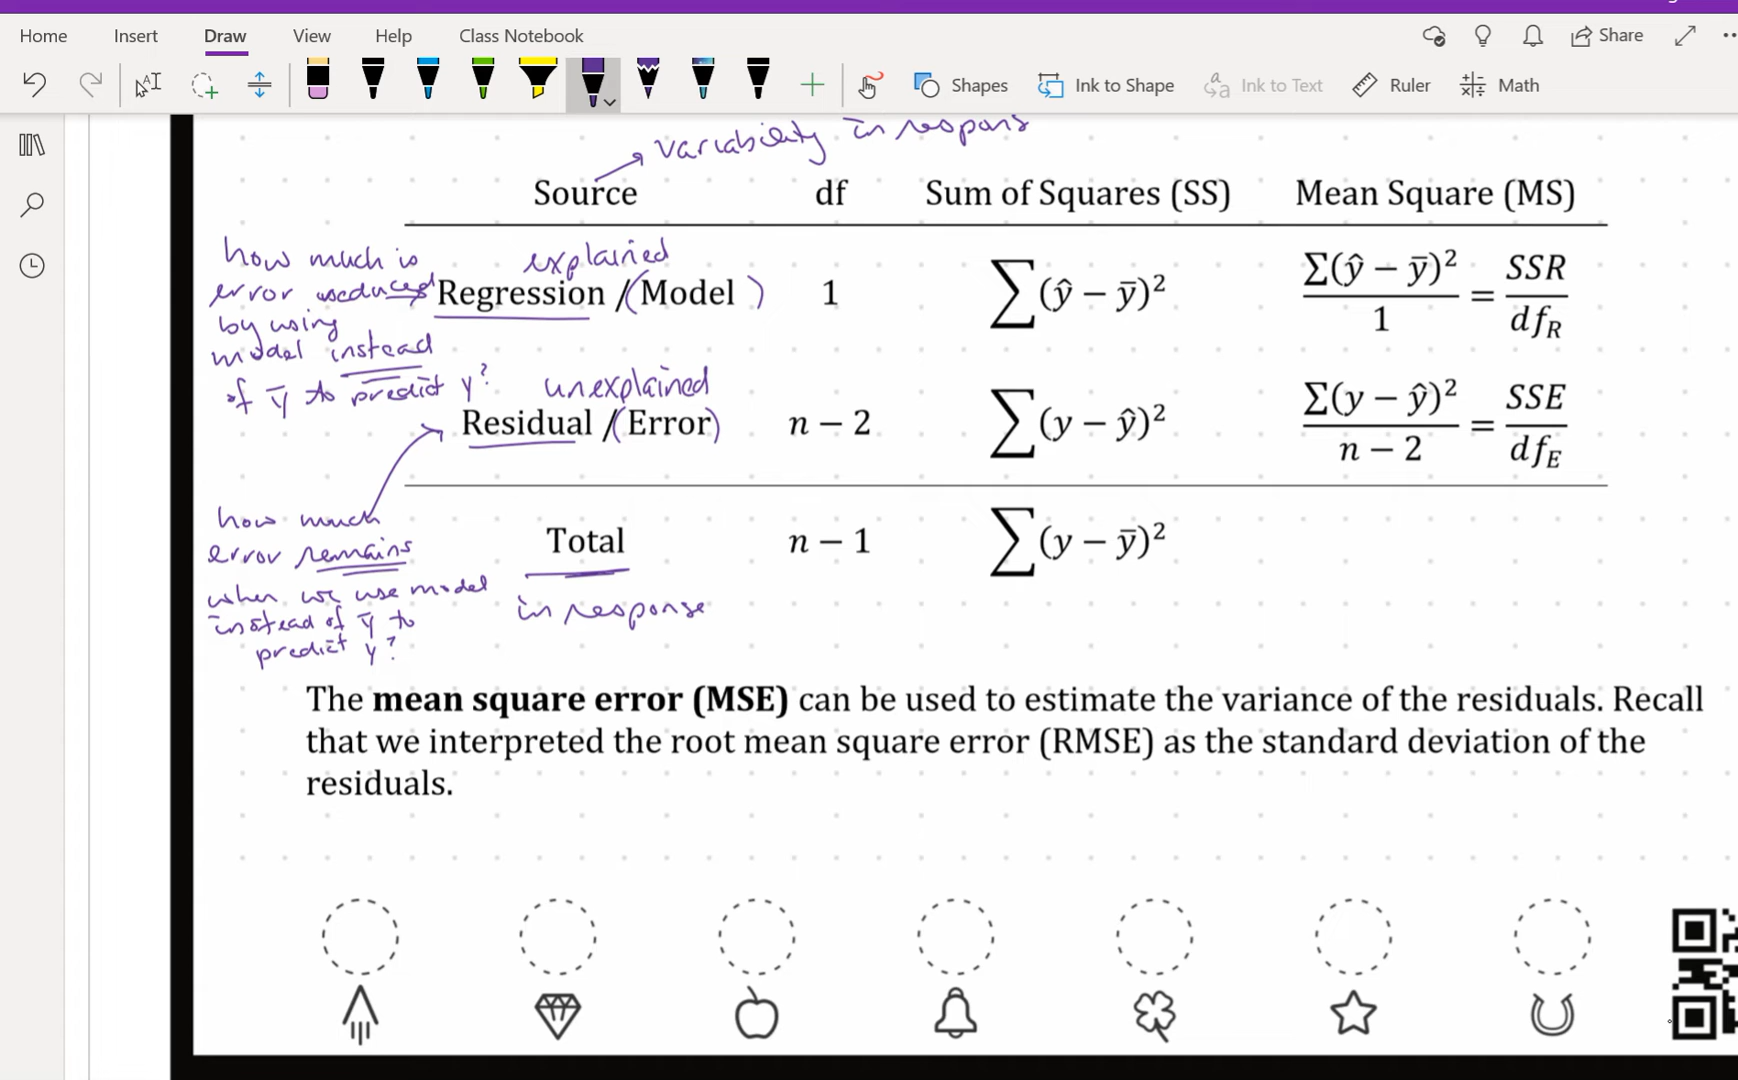 Home Insert Draw View Help Class Notebook Share
Shapes Ink to Shape Ink to Text Ruler Math
variability in respons
Source df Sum of Squares (SS) Mean Square (MS)
how much is
error reduced
by using
model instead
of ȳ to predict y?
explained
Regression / (Model) 1 ∑(ŷ − ȳ)² Σ(ŷ − ȳ)²/1 = SSR/df_R
unexplained
Residual / (Error) n − 2 ∑(y − ŷ)² Σ(y − ŷ)²/n − 2 = SSE/df_E
how much
error remains
when we use model
instead of ȳ to
predict y?
Total n − 1 ∑(y − ȳ)²
in response
The mean square error (MSE) can be used to estimate the variance of the residuals. Recall
that we interpreted the root mean square error (RMSE) as the standard deviation of the
residuals.